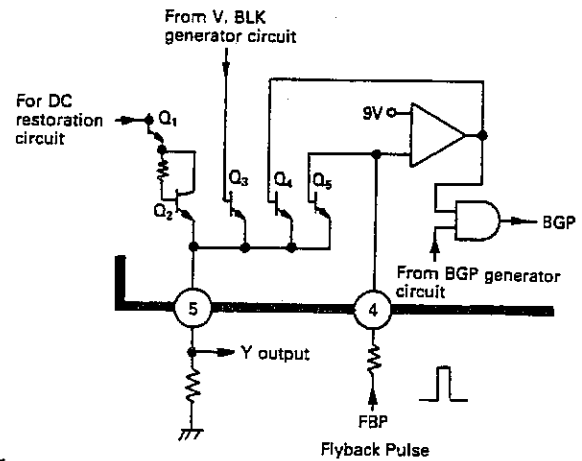 From V. BLK
generator circuit
For DC
restoration
circuit
Q1
9V
Q2
Q3
Q4
Q5
BGP
From BGP generator
circuit
5
4
Y output
FBP
Flyback Pulse